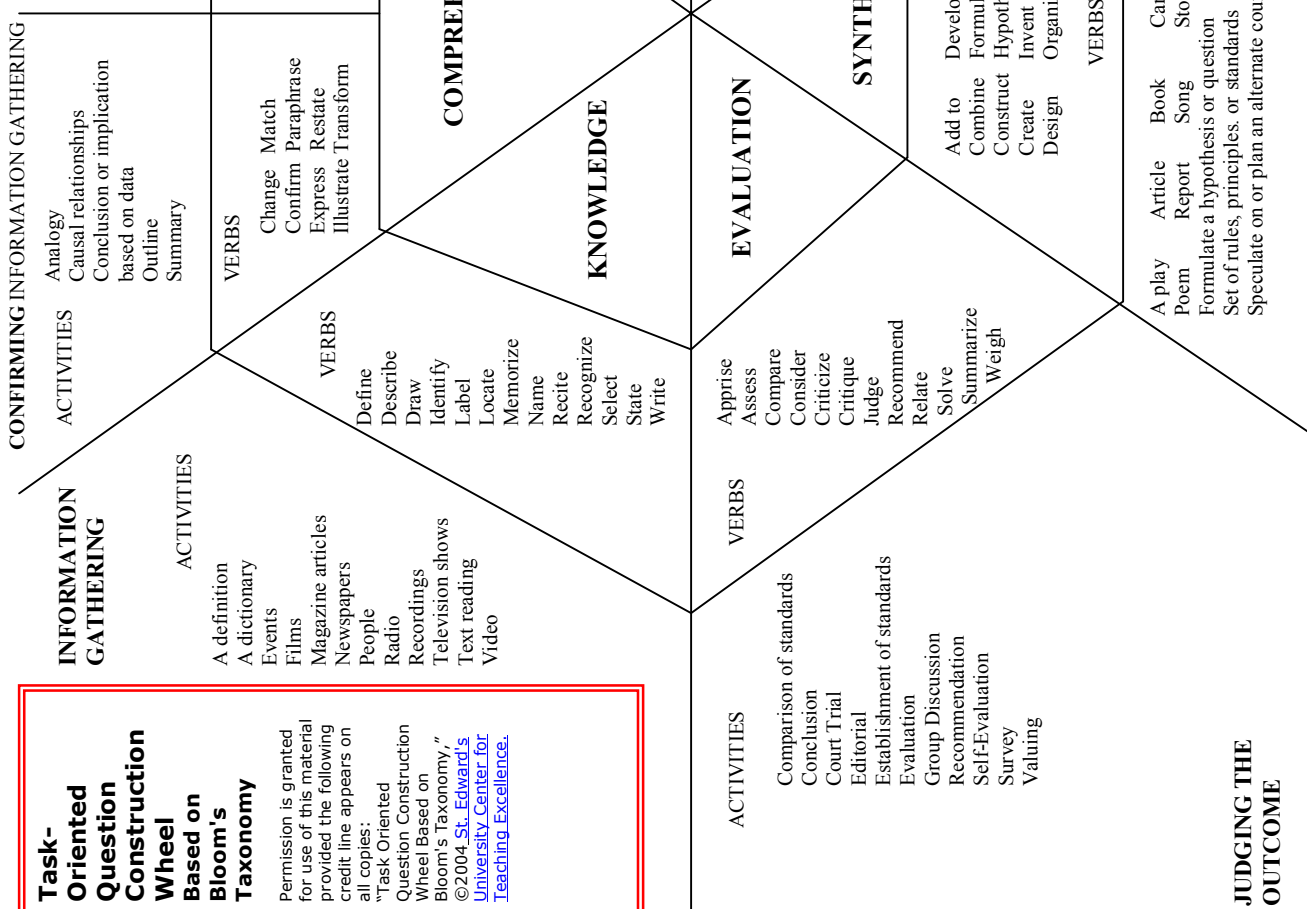 Task-
Oriented
Question
Construction
Wheel
Based on
Bloom's
Taxonomy
Permission is granted
for use of this material
provided the following
credit line appears on
all copies:
“Task Oriented
Question Construction
Wheel Based on
Bloom's Taxonomy,”
©2004 St. Edward's
University Center for
Teaching Excellence.
INFORMATION
GATHERING
ACTIVITIES
A definition
A dictionary
Events
Films
Magazine articles
Newspapers
People
Radio
Recordings
Television shows
Text reading
Video
VERBS
Define
Describe
Draw
Identify
Label
Locate
Memorize
Name
Recite
Recognize
Select
State
Write
KNOWLEDGE
CONFIRMING INFORMATION GATHERING
ACTIVITIES
Analogy
Causal relationships
Conclusion or implication
based on data
Outline
Summary
VERBS
Change Match
Confirm Paraphrase
Express Restate
Illustrate Transform
EVALUATION
VERBS
Apprise
Assess
Compare
Consider
Criticize
Critique
Judge
Recommend
Relate
Solve
Summarize
Weigh
ACTIVITIES
Comparison of standards
Conclusion
Court Trial
Editorial
Establishment of standards
Evaluation
Group Discussion
Recommendation
Self-Evaluation
Survey
Valuing
JUDGING THE
OUTCOME
VERBS
Add to
Combine
Construct
Create Invent
Design
A play Article Book
Poem Report Song
Formulate a hypothesis or question
Set of rules, principles. or standards
Speculate on or plan an alternate